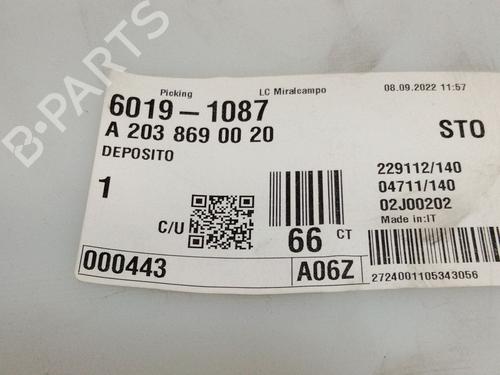 Picking LC Miralcampo 08.09.2022 11:57
6019-1087
A 203 869 00 20 STO
DEPOSITO
229112/140
1
04711/140
C/U 66 CT 02J00202
Made in:IT
000443 A06Z 2724001105343056
B-PARTS